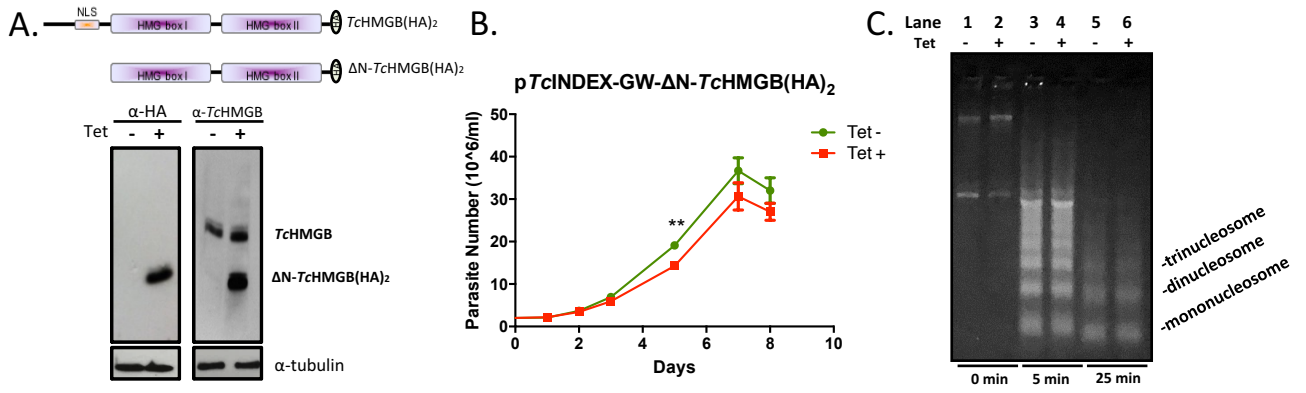 A.
NLS
HMG box I
HMG box II
HA
TcHMGB(HA)₂
HMG box I
HMG box II
HA
ΔN-TcHMGB(HA)₂
α-HA
α-TcHMGB
Tet - + - +
TcHMGB
ΔN-TcHMGB(HA)₂
α-tubulin
B.
pTcINDEX-GW-ΔN-TcHMGB(HA)₂
Parasite Number (10^6/ml)
50
40
30
20
10
0
**
Tet -
Tet +
0 2 4 6 8 10
Days
C.
Lane 1 2 3 4 5 6
Tet - + - + - +
-trinucleosome
-dinucleosome
-mononucleosome
0 min 5 min 25 min